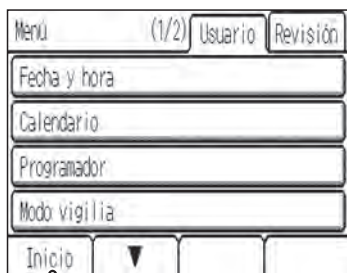 Menú (1/2) Usuario Revisión
Fecha y hora
Calendario
Programador
Modo vigilia
Inicio ▼